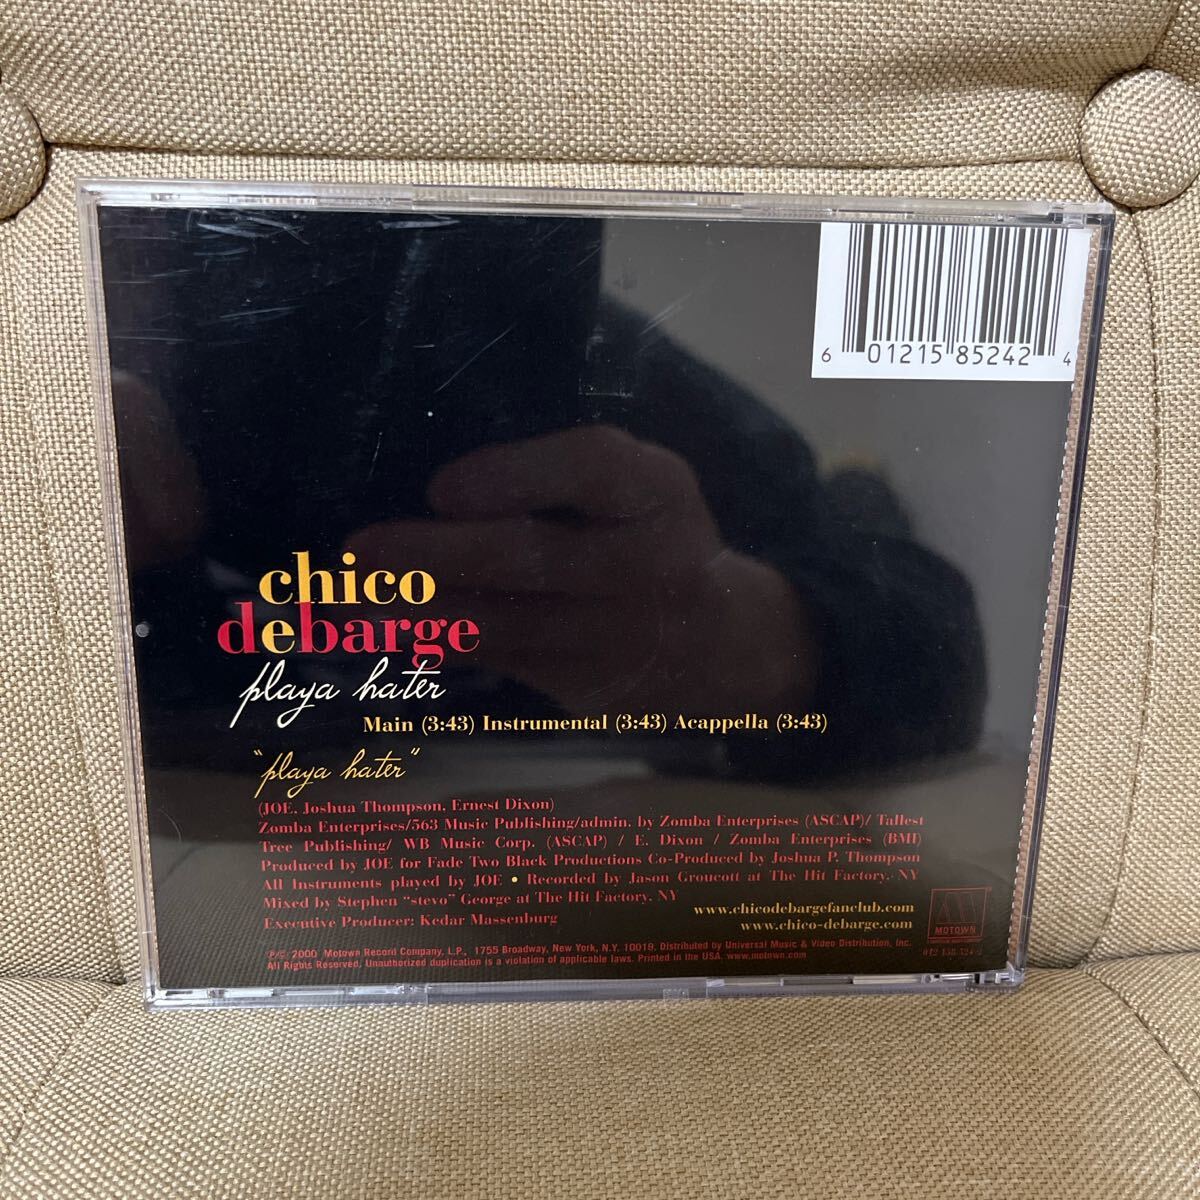 6 01215 85242 4
chico
debarge
playa hater
Main (3:43) Instrumental (3:43) Acappella (3:43)
"playa hater"
(JOE, Joshua Thompson, Ernest Dixon)
Zomba Enterprises/563 Music Publishing/admin. by Zomba Enterprises (ASCAP)/ Tallest
Tree Publishing/ WB Music Corp. (ASCAP) / E. Dixon / Zomba Enterprises (BMI)
Produced by JOE for Fade Two Black Productions Co-Produced by Joshua P. Thompson
All Instruments played by JOE • Recorded by Jason Groucott at The Hit Factory, NY
Mixed by Stephen "stevo" George at The Hit Factory, NY
Executive Producer: Kedar Massenburg
www.chicodebargefanclub.com
www.chico-debarge.com
MOTOWN
℗© 2000 Motown Record Company, L.P., 1755 Broadway, New York, N.Y. 10019, Distributed by Universal Music & Video Distribution, Inc.
All Rights Reserved. Unauthorized duplication is a violation of applicable laws. Printed in the USA. www.motown.com